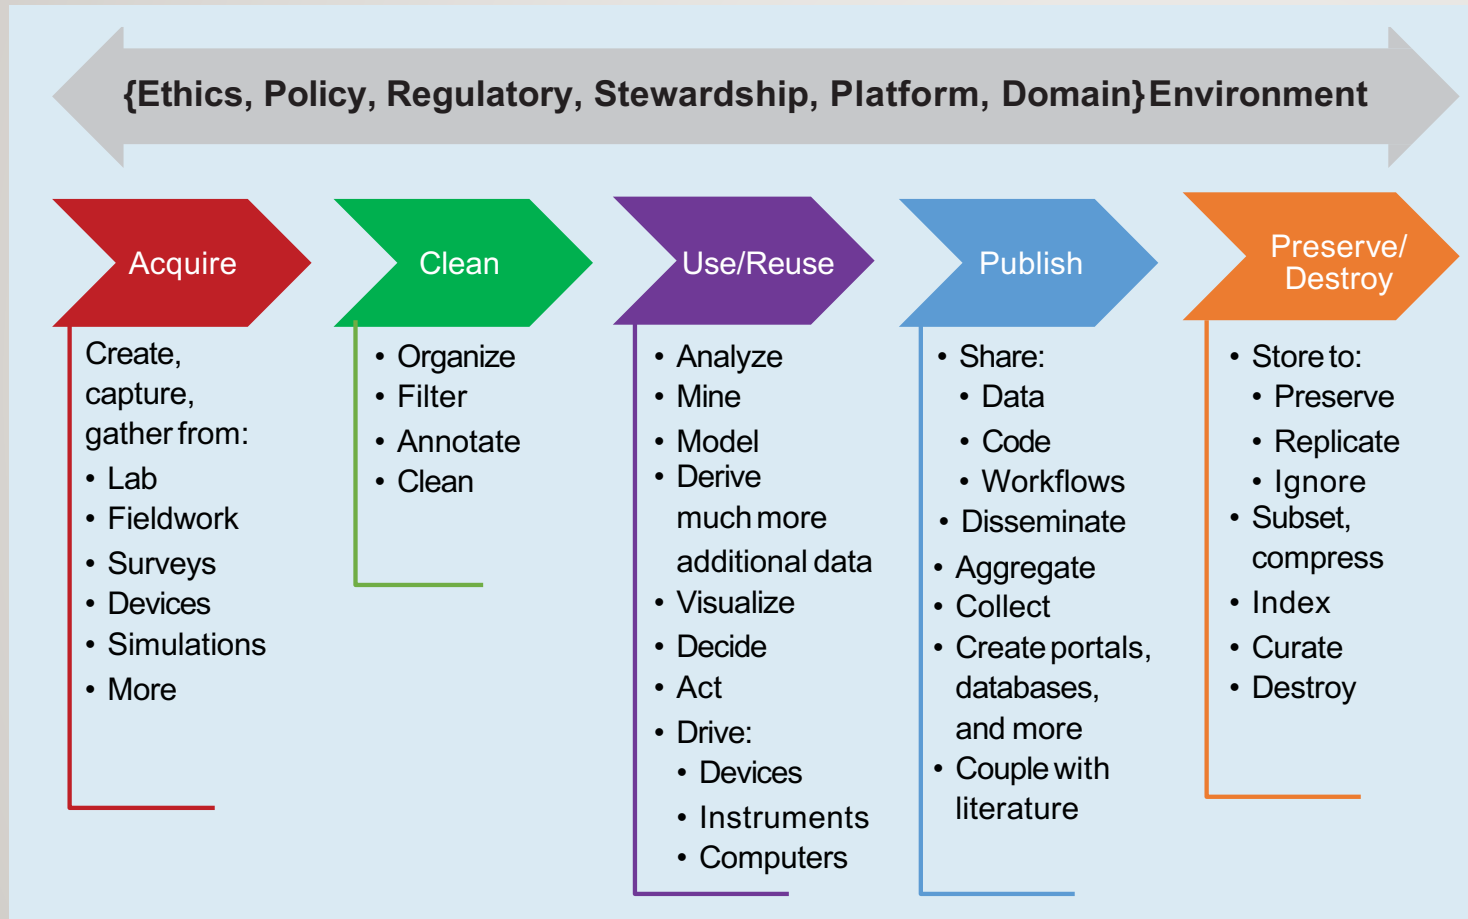 {Ethics, Policy, Regulatory, Stewardship, Platform, Domain}Environment
Acquire
Create,
capture,
gather from:
• Lab
• Fieldwork
• Surveys
• Devices
• Simulations
• More
Clean
• Organize
• Filter
• Annotate
• Clean
Use/Reuse
• Analyze
• Mine
• Model
• Derive
much more
additional data
• Visualize
• Decide
• Act
• Drive:
• Devices
• Instruments
• Computers
Publish
• Share:
• Data
• Code
• Workflows
• Disseminate
• Aggregate
• Collect
• Create portals,
databases,
and more
• Couple with
literature
Preserve/
Destroy
• Store to:
• Preserve
• Replicate
• Ignore
• Subset,
compress
• Index
• Curate
• Destroy